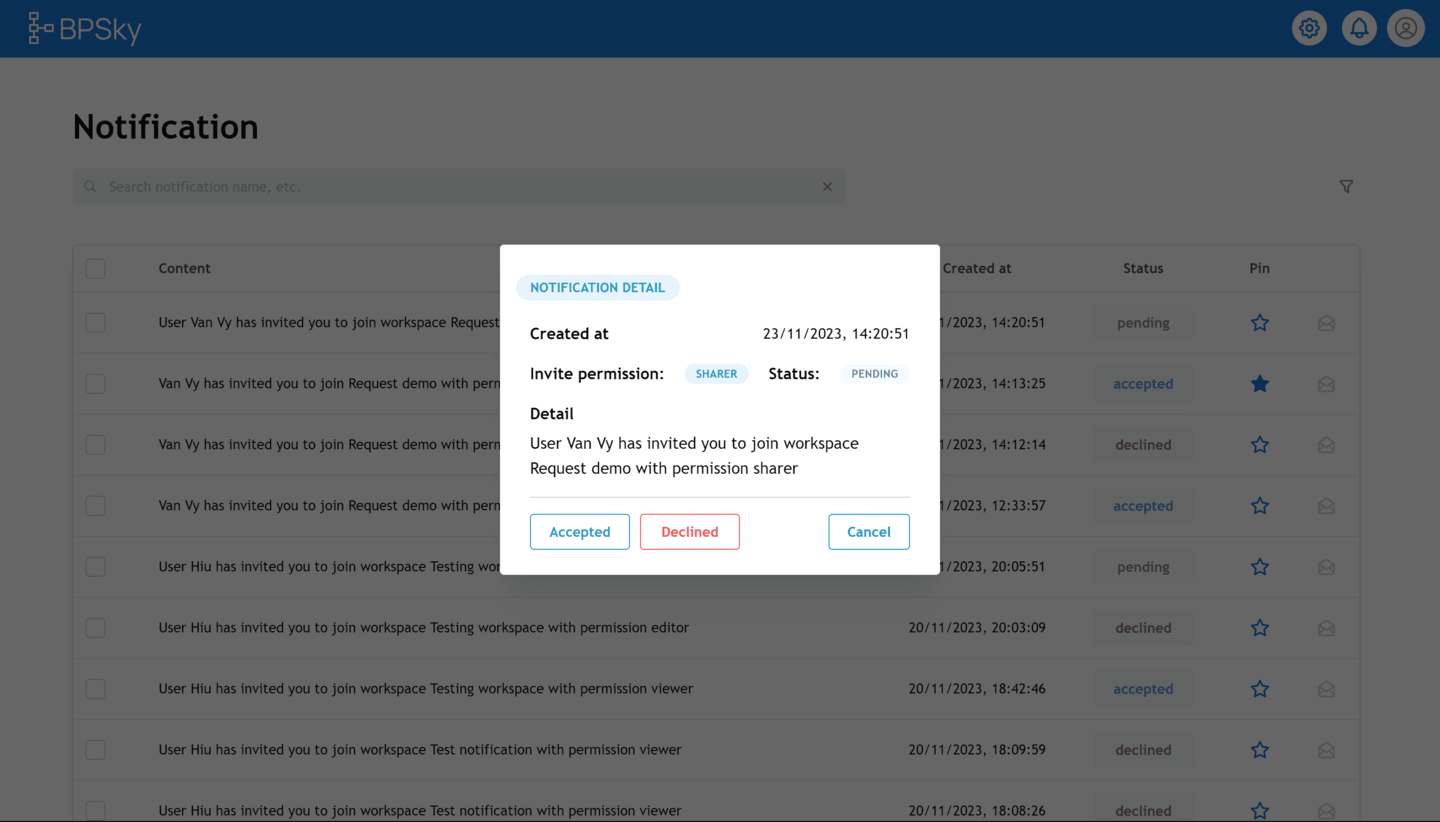 BPSky
Notification
Search notification name, etc.
Content Created at Status Pin
User Van Vy has invited you to join workspace Request 1/2023, 14:20:51 pending
Van Vy has invited you to join Request demo with 1/2023, 14:13:25 accepted
Van Vy has invited you to join Request demo with 1/2023, 14:12:14 declined
Van Vy has invited you to join Request demo with 1/2023, 12:33:57 accepted
User Hiu has invited you to join workspace Testing 1/2023, 20:05:51 pending
User Hiu has invited you to join workspace Testing workspace with permission editor 20/11/2023, 20:03:09 declined
User Hiu has invited you to join workspace Testing workspace with permission viewer 20/11/2023, 18:42:46 accepted
User Hiu has invited you to join workspace Test notification with permission viewer 20/11/2023, 18:09:59 declined
User Hiu has invited you to join workspace Test notification with permission viewer 20/11/2023, 18:08:26 declined
NOTIFICATION DETAIL
Created at 23/11/2023, 14:20:51
Invite permission: SHARER Status: PENDING
Detail
User Van Vy has invited you to join workspace
Request demo with permission sharer
Accepted Declined Cancel